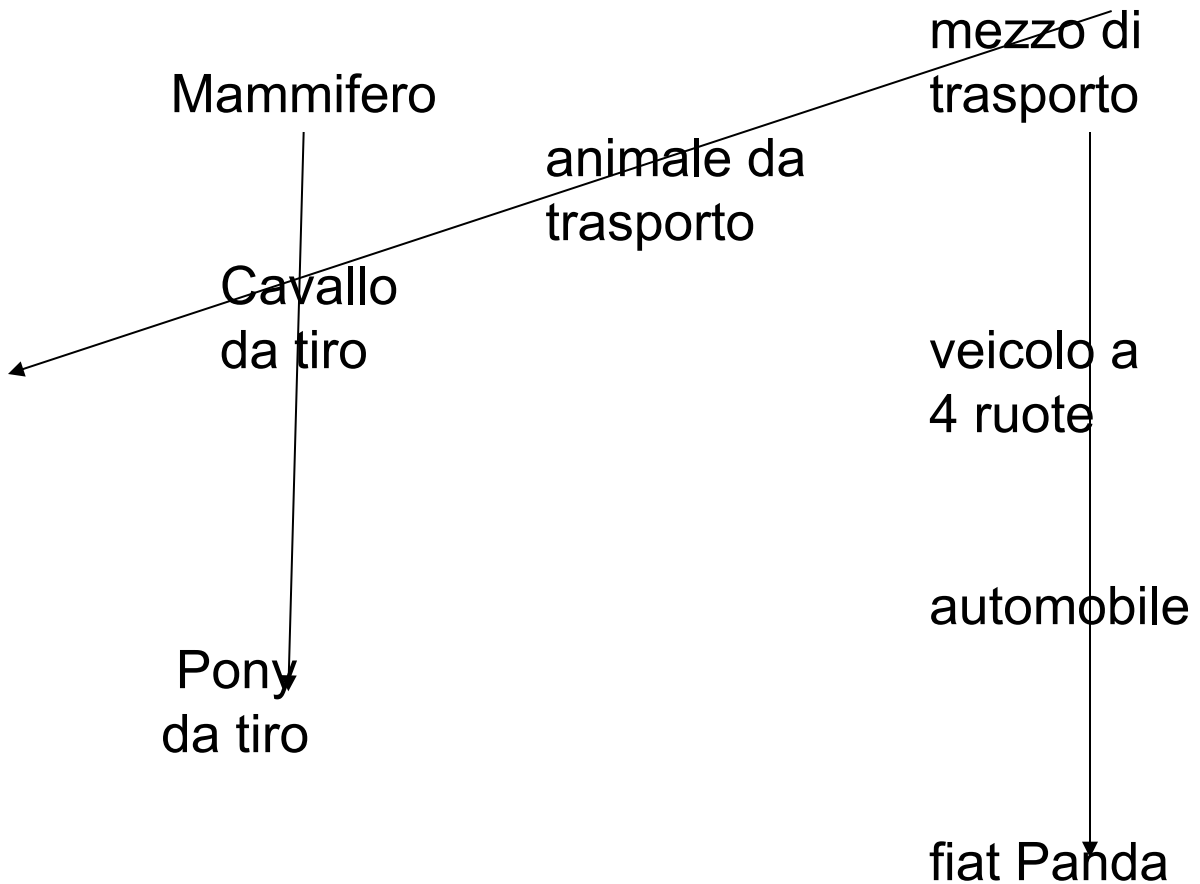 mezzo di
trasporto
Mammifero
animale da
trasporto
Cavallo
da tiro
veicolo a
4 ruote
automobile
Pony
da tiro
fiat Panda